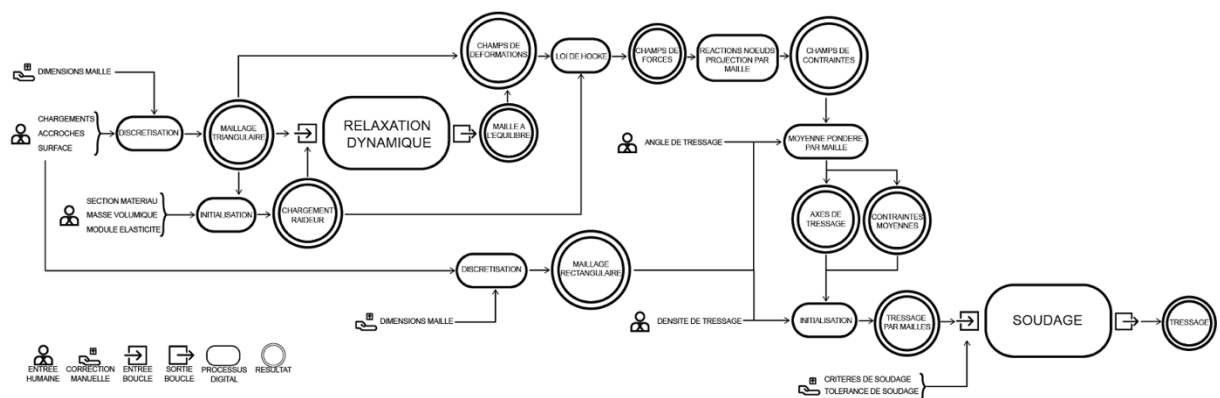 CHAMPS DE
DEFORMATIONS
LOI DE HOOKE
CHAMPS DE
FORCES
REACTIONS NOEUDS
PROJECTION PAR
MAILLE
CHAMPS DE
CONTRAINTES
DIMENSIONS MAILLE
CHARGEMENTS
ACCROCHES
SURFACE
DISCRETISATION
MAILLAGE
TRIANGULAIRE
RELAXATION
DYNAMIQUE
MAILLE A
L'EQUILIBRE
ANGLE DE TRESSAGE
MOYENNE PONDERE
PAR MAILLE
SECTION MATERIAU
MASSE VOLUMIQUE
MODULE ELASTICITE
INITIALISATION
CHARGEMENT
RAIDEUR
AXES DE
TRESSAGE
CONTRAINTES
MOYENNES
DISCRETISATION
MAILLAGE
RECTANGULAIRE
DIMENSIONS MAILLE
DENSITE DE TRESSAGE
INITIALISATION
TRESSAGE
PAR MAILLES
SOUDAGE
TRESSAGE
CRITERES DE SOUDAGE
TOLERANCE DE SOUDAGE
ENTREE
HUMAINE
CORRECTION
MANUELLE
ENTREE
BOUCLE
SORTIE
BOUCLE
PROCESSUS
DIGITAL
RESULTAT